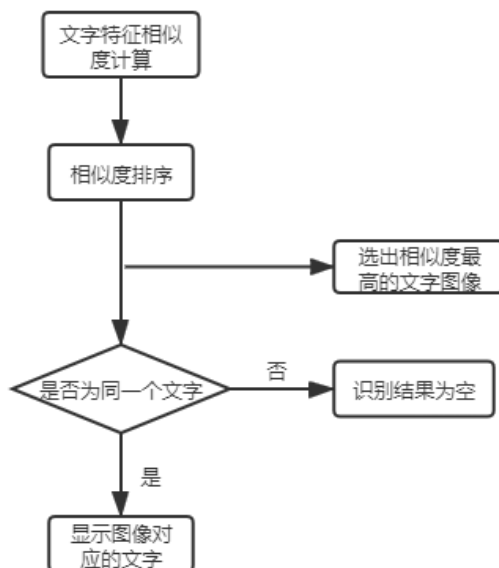 文字特征相似
度计算
相似度排序
选出相似度最
高的文字图像
是否为同一个文字
否
识别结果为空
是
显示图像对
应的文字